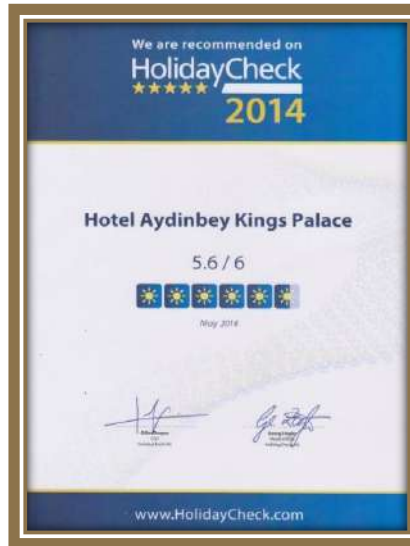 We are recommended on
HolidayCheck
2014
Hotel Aydinbey Kings Palace
5.6 / 6
May 2014
www.HolidayCheck.com